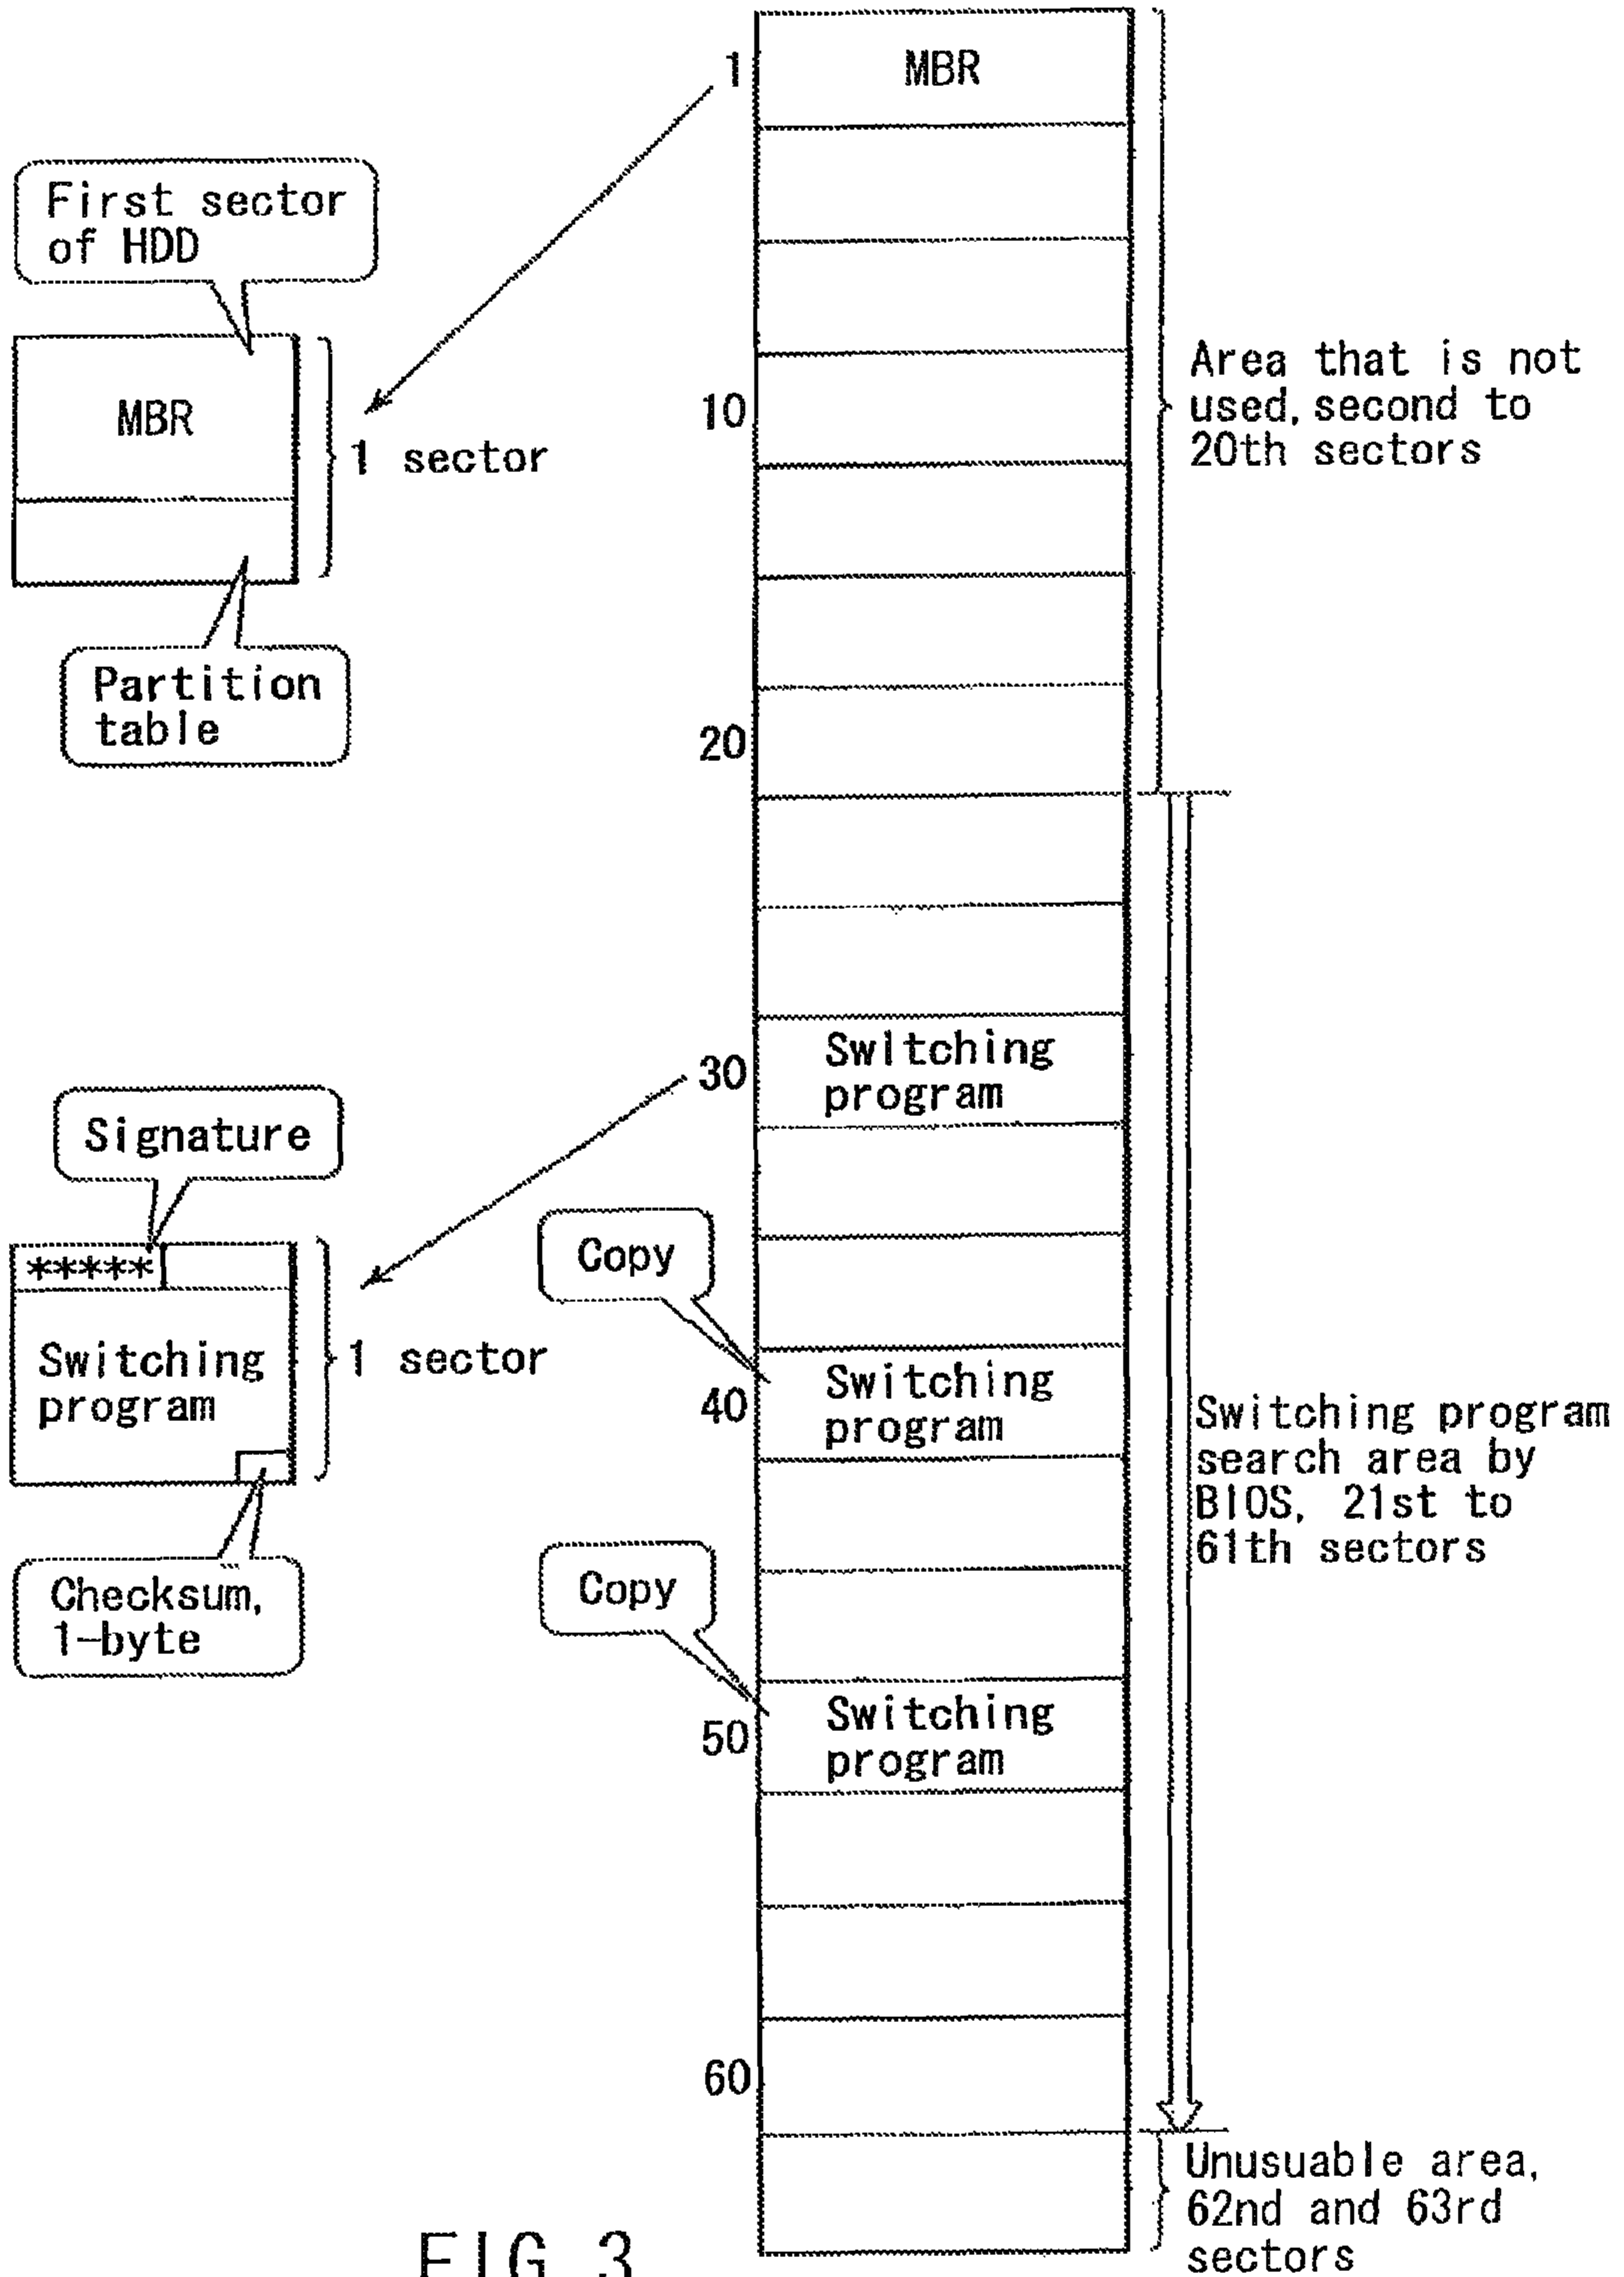 1
MBR
First sector
of HDD
MBR
1 sector
Partition
table
10
Area that is not
used, second to
20th sectors
20
30
Switching
program
Signature
*****
Switching
program
1 sector
Checksum,
1-byte
Copy
40
Switching
program
Switching program
search area by
BIOS, 21st to
61th sectors
Copy
50
Switching
program
60
Unusuable area,
62nd and 63rd
sectors
FIG. 3